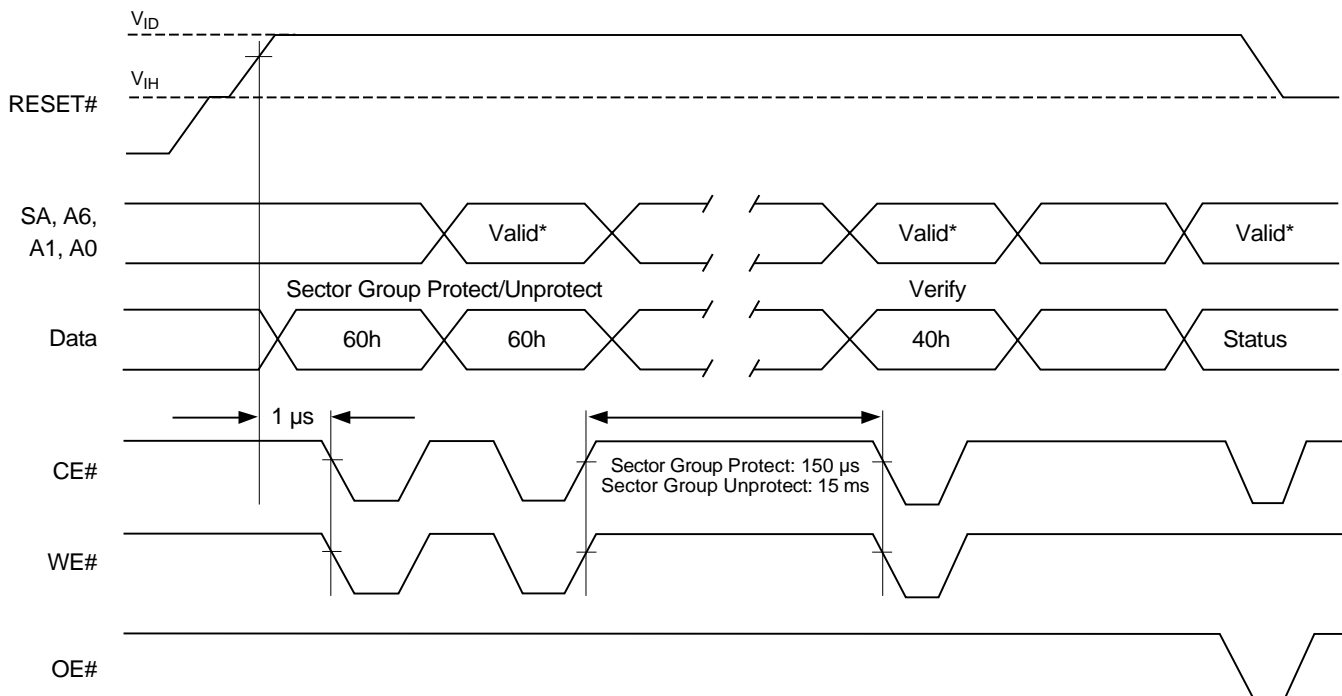 VID
VIH
RESET#
SA, A6,
A1, A0
Valid*
Valid*
Valid*
Sector Group Protect/Unprotect
Verify
Data
60h
60h
40h
Status
1 µs
CE#
Sector Group Protect: 150 µs
Sector Group Unprotect: 15 ms
WE#
OE#